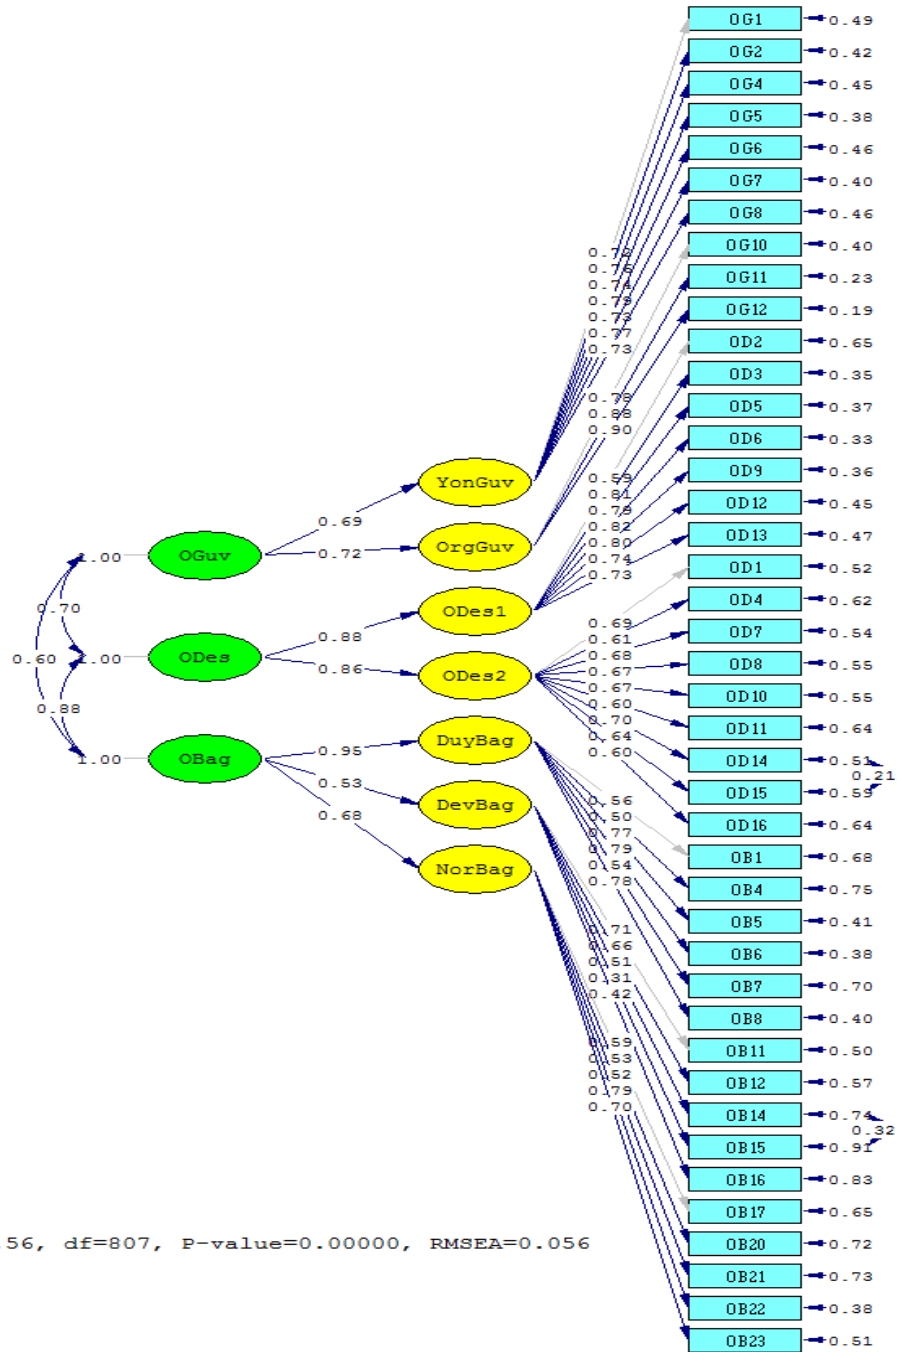 OG1 0.49
OG2 0.42
OG4 0.45
OG5 0.38
OG6 0.46
OG7 0.40
OG8 0.46
OG10 0.40
OG11 0.23
OG12 0.19
OD2 0.65
OD3 0.35
OD5 0.37
OD6 0.33
OD9 0.36
OD12 0.45
OD13 0.47
OD1 0.52
OD4 0.62
OD7 0.54
OD8 0.55
OD10 0.55
OD11 0.64
OD14 0.51
0.21
OD15 0.59
OD16 0.64
OB1 0.68
OB4 0.75
OB5 0.41
OB6 0.38
OB7 0.70
OB8 0.40
OB11 0.50
OB12 0.57
OB14 0.74
0.32
OB15 0.91
OB16 0.83
OB17 0.65
OB20 0.72
OB21 0.73
OB22 0.38
OB23 0.51
0.72
0.76
0.74
0.79
0.73
0.77
0.73
0.78
0.88
0.90
0.59
0.81
0.79
0.82
0.80
0.74
0.73
0.69
0.61
0.68
0.67
0.67
0.60
0.70
0.64
0.60
0.56
0.50
0.77
0.79
0.54
0.78
0.71
0.66
0.51
0.31
0.42
0.59
0.53
0.52
0.79
0.70
YonGuv
OrgGuv
ODes1
ODes2
DuyBag
DevBag
NorBag
0.69
0.72
0.88
0.86
0.95
0.53
0.68
1.00 OGuv
1.00 ODes
1.00 OBag
0.70
0.60
0.88
56, df=807, P-value=0.00000, RMSEA=0.056